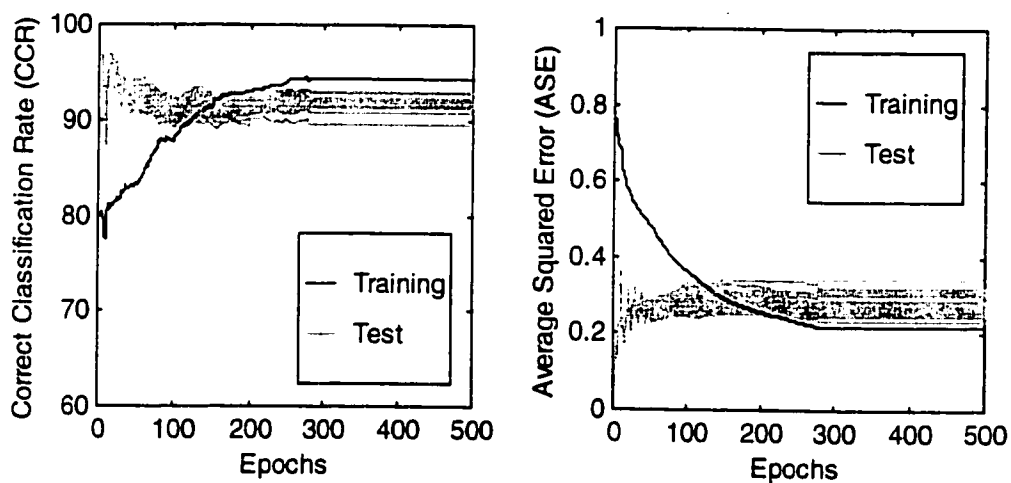 Correct Classification Rate (CCR)
100
90
80
70
60
Training
Test
0
100
200
300
400
500
Epochs
Average Squared Error (ASE)
1
0.8
0.6
0.4
0.2
0
Training
Test
0
100
200
300
400
500
Epochs